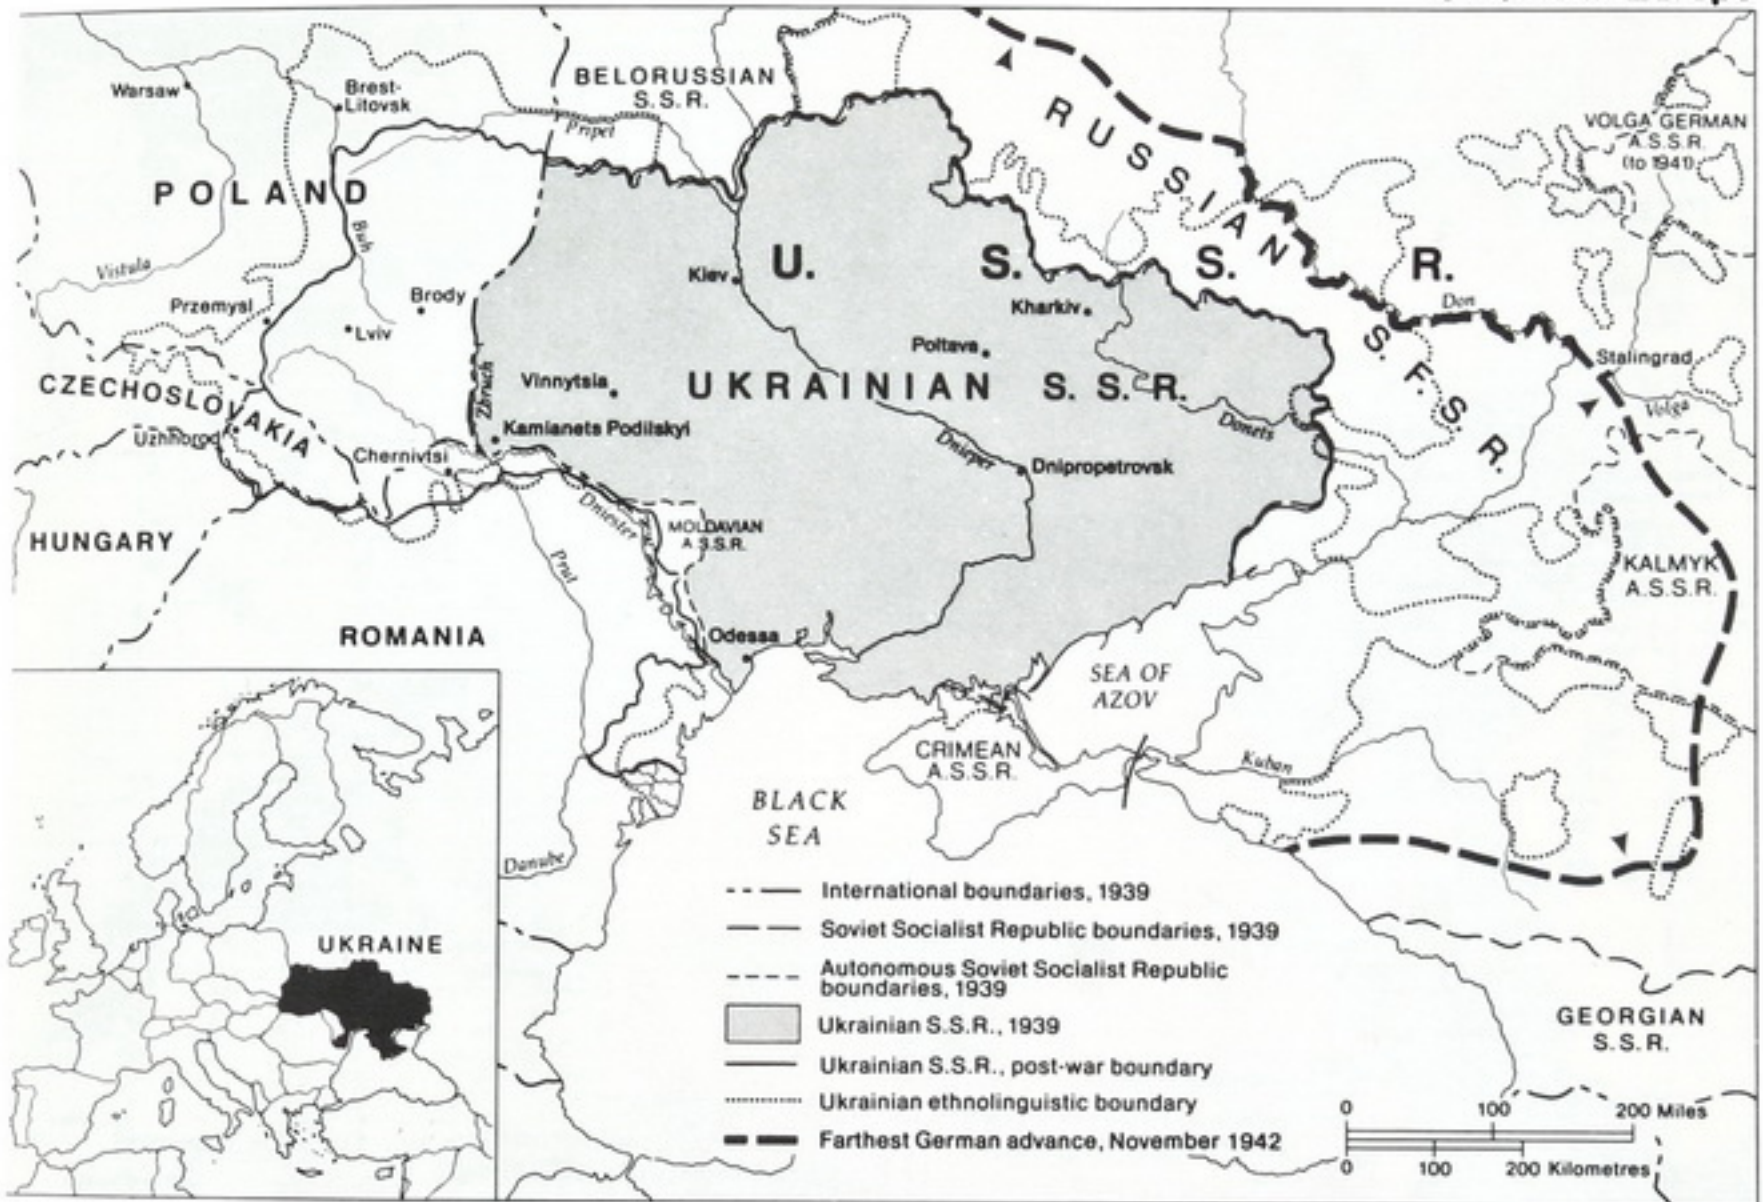 Warsaw
Brest-
Litovsk
BELORUSSIAN
S.S.R.
Pripet
RUSSIAN
S. F. S. R.
VOLGA GERMAN
A.S.S.R.
(to 1941)
POLAND
Buh
Vistula
Przemysl
Brody
Lviv
Kiev
U. S. S. R.
Kharkiv
Poltava
Don
Stalingrad
Volga
CZECHOSLOVAKIA
Uzhhorod
Zbruch
Vinnytsia
UKRAINIAN S. S. R.
Kamianets Podilskyi
Chernivtsi
Donets
Dnieper
Dnipropetrovsk
HUNGARY
Dniester
MOLDAVIAN
A.S.S.R.
Prut
KALMYK
A.S.S.R.
ROMANIA
Odessa
SEA OF
AZOV
CRIMEAN
A.S.S.R.
Kuban
BLACK
SEA
Danube
UKRAINE
International boundaries, 1939
Soviet Socialist Republic boundaries, 1939
Autonomous Soviet Socialist Republic
boundaries, 1939
Ukrainian S.S.R., 1939
Ukrainian S.S.R., post-war boundary
Ukrainian ethnolinguistic boundary
Farthest German advance, November 1942
GEORGIAN
S.S.R.
0 100 200 Miles
0 100 200 Kilometres